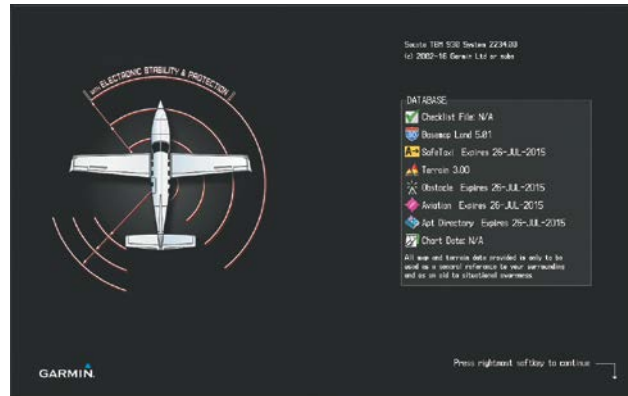 with ELECTRONIC STABILITY & PROTECTION
Socata TBM 930 System 2234.00
(c) 2002-16 Garmin Ltd or subs
DATABASE
Checklist File: N/A
Basemap Land 5.01
SafeTaxi Expires 26-JUL-2015
Terrain 3.00
Obstacle Expires 26-JUL-2015
Aviation Expires 26-JUL-2015
Apt Directory Expires 26-JUL-2015
Chart Data: N/A
All map and terrain data provided is only to be
used as a general reference to your surrounding
and as an aid to situational awareness
Press rightmost softkey to continue
GARMIN.